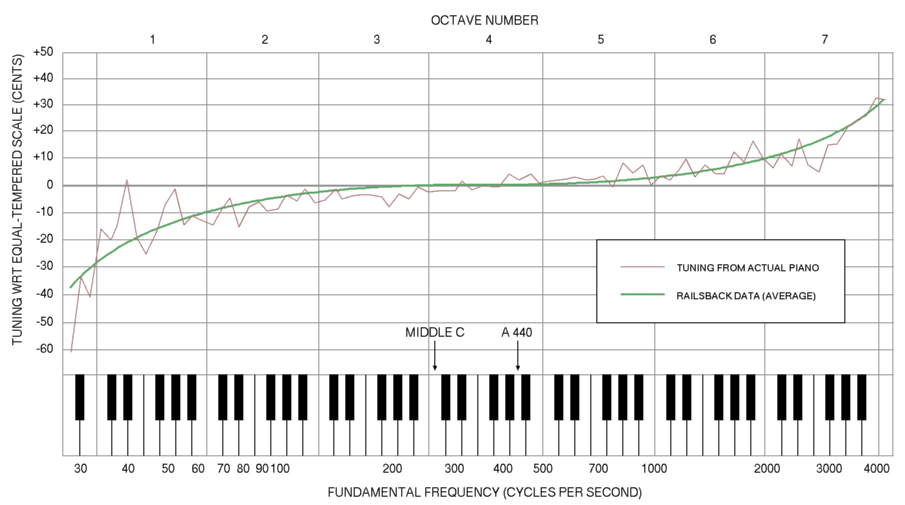 OCTAVE NUMBER
1 2 3 4 5 6 7
TUNING WRT EQUAL-TEMPERED SCALE (CENTS)
+50
+40
+30
+20
+10
0
-10
-20
-30
-40
-50
-60
TUNING FROM ACTUAL PIANO
RAILSBACK DATA (AVERAGE)
MIDDLE C A 440
30 40 50 60 70 80 90 100 200 300 400 500 700 1000 2000 3000 4000
FUNDAMENTAL FREQUENCY (CYCLES PER SECOND)